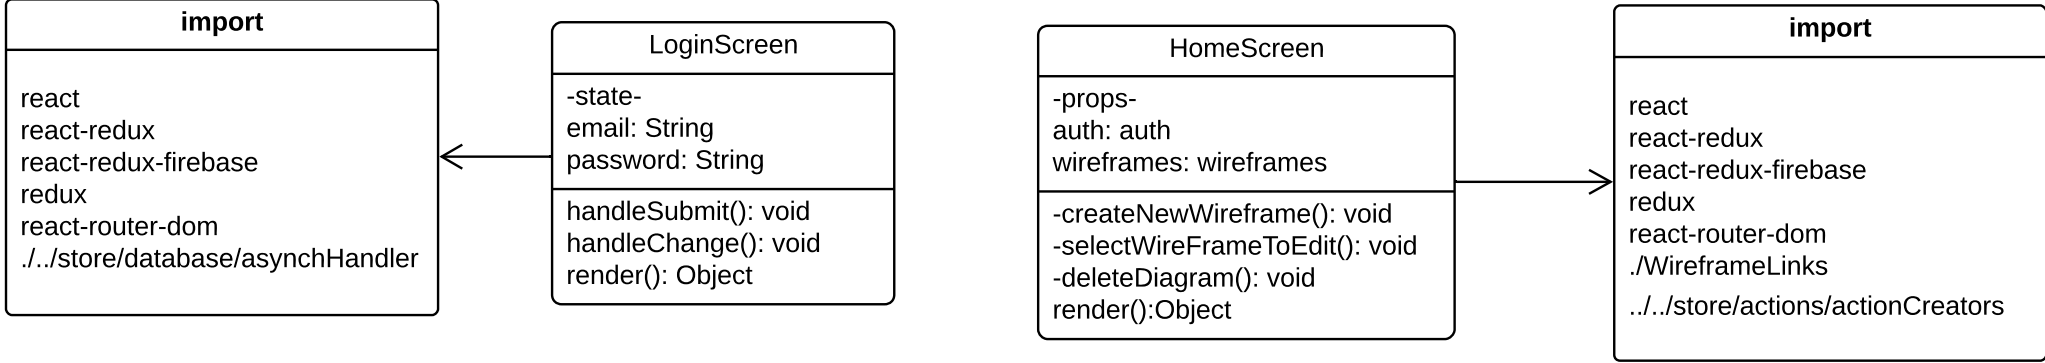 import
react
react-redux
react-redux-firebase
redux
react-router-dom
./../store/database/asynchHandler
LoginScreen
-state-
email: String
password: String
handleSubmit(): void
handleChange(): void
render(): Object
HomeScreen
-props-
auth: auth
wireframes: wireframes
-createNewWireframe(): void
-selectWireFrameToEdit(): void
-deleteDiagram(): void
render():Object
import
react
react-redux
react-redux-firebase
redux
react-router-dom
./WireframeLinks
../../store/actions/actionCreators